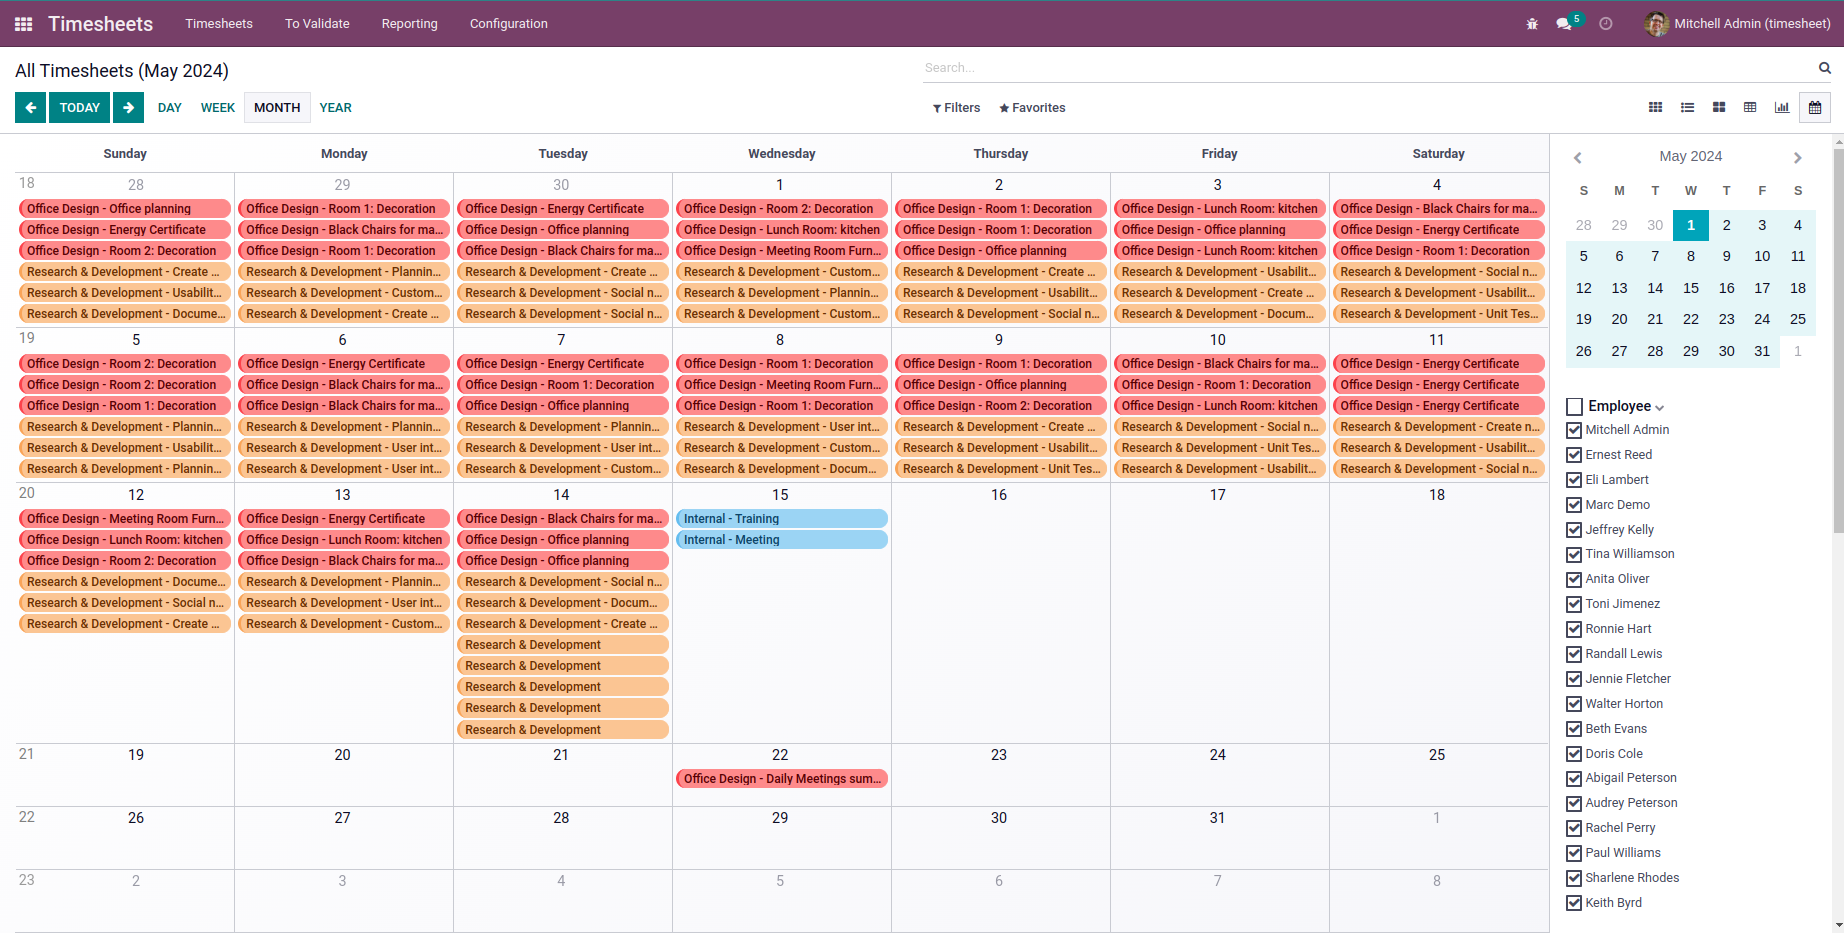 Timesheets Timesheets To Validate Reporting Configuration 5 Mitchell Admin (timesheet)
All Timesheets (May 2024) Search...
TODAY DAY WEEK MONTH YEAR Filters Favorites
Sunday Monday Tuesday Wednesday Thursday Friday Saturday
18 28 29 30 1 2 3 4
Office Design - Office planning Office Design - Room 1: Decoration Office Design - Energy Certificate Office Design - Room 2: Decoration Office Design - Room 1: Decoration Office Design - Lunch Room: kitchen Office Design - Black Chairs for ma...
Office Design - Energy Certificate Office Design - Black Chairs for ma... Office Design - Office planning Office Design - Lunch Room: kitchen Office Design - Room 1: Decoration Office Design - Office planning Office Design - Energy Certificate
Office Design - Room 2: Decoration Office Design - Room 1: Decoration Office Design - Black Chairs for ma... Office Design - Meeting Room Furn... Office Design - Office planning Office Design - Lunch Room: kitchen Office Design - Room 1: Decoration
Research & Development - Create ... Research & Development - Plannin... Research & Development - Create ... Research & Development - Custom... Research & Development - Create ... Research & Development - Usabilit... Research & Development - Social n...
Research & Development - Usabilit... Research & Development - Custom... Research & Development - Social n... Research & Development - Plannin... Research & Development - Usabilit... Research & Development - Create ... Research & Development - Usabilit...
Research & Development - Docume... Research & Development - Create ... Research & Development - Social n... Research & Development - Custom... Research & Development - Social n... Research & Development - Docum... Research & Development - Unit Tes...
19 5 6 7 8 9 10 11
Office Design - Room 2: Decoration Office Design - Energy Certificate Office Design - Energy Certificate Office Design - Room 1: Decoration Office Design - Room 1: Decoration Office Design - Black Chairs for ma... Office Design - Energy Certificate
Office Design - Room 2: Decoration Office Design - Black Chairs for ma... Office Design - Room 1: Decoration Office Design - Meeting Room Furn... Office Design - Office planning Office Design - Room 1: Decoration Office Design - Energy Certificate
Office Design - Room 1: Decoration Office Design - Black Chairs for ma... Office Design - Office planning Office Design - Room 1: Decoration Office Design - Room 2: Decoration Office Design - Lunch Room: kitchen Office Design - Energy Certificate
Research & Development - Plannin... Research & Development - Plannin... Research & Development - Plannin... Research & Development - User int... Research & Development - Create ... Research & Development - Social n... Research & Development - Create n...
Research & Development - Usabilit... Research & Development - User int... Research & Development - User int... Research & Development - Custom... Research & Development - Usabilit... Research & Development - Unit Tes... Research & Development - Usabilit...
Research & Development - Plannin... Research & Development - User int... Research & Development - Custom... Research & Development - Docum... Research & Development - Unit Tes... Research & Development - Usabilit... Research & Development - Social n...
20 12 13 14 15 16 17 18
Office Design - Meeting Room Furn... Office Design - Energy Certificate Office Design - Black Chairs for ma... Internal - Training
Office Design - Lunch Room: kitchen Office Design - Lunch Room: kitchen Office Design - Office planning Internal - Meeting
Office Design - Room 2: Decoration Office Design - Black Chairs for ma... Office Design - Office planning
Research & Development - Docume... Research & Development - Plannin... Research & Development - Social n...
Research & Development - Social n... Research & Development - User int... Research & Development - Docum...
Research & Development - Create ... Research & Development - Custom... Research & Development - Create ...
Research & Development
Research & Development
Research & Development
Research & Development
Research & Development
21 19 20 21 22 23 24 25
Office Design - Daily Meetings sum...
22 26 27 28 29 30 31 1
23 2 3 4 5 6 7 8
May 2024
S M T W T F S
28 29 30 1 2 3 4
5 6 7 8 9 10 11
12 13 14 15 16 17 18
19 20 21 22 23 24 25
26 27 28 29 30 31 1
Employee
Mitchell Admin
Ernest Reed
Eli Lambert
Marc Demo
Jeffrey Kelly
Tina Williamson
Anita Oliver
Toni Jimenez
Ronnie Hart
Randall Lewis
Jennie Fletcher
Walter Horton
Beth Evans
Doris Cole
Abigail Peterson
Audrey Peterson
Rachel Perry
Paul Williams
Sharlene Rhodes
Keith Byrd